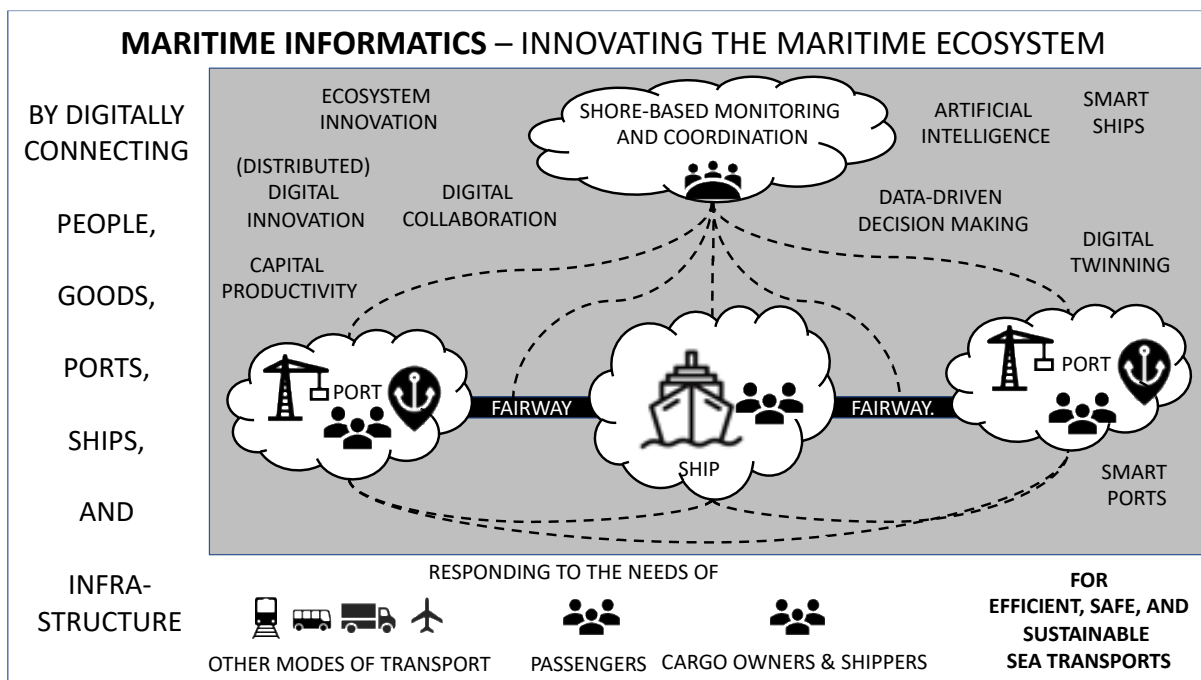 MARITIME INFORMATICS – INNOVATING THE MARITIME ECOSYSTEM
BY DIGITALLY
CONNECTING
PEOPLE,
GOODS,
PORTS,
SHIPS,
AND
INFRA-
STRUCTURE
ECOSYSTEM
INNOVATION
(DISTRIBUTED)
DIGITAL
INNOVATION
DIGITAL
COLLABORATION
CAPITAL
PRODUCTIVITY
SHORE-BASED MONITORING
AND COORDINATION
ARTIFICIAL
INTELLIGENCE
SMART
SHIPS
DATA-DRIVEN
DECISION MAKING
DIGITAL
TWINNING
PORT
FAIRWAY
SHIP
FAIRWAY.
PORT
SMART
PORTS
RESPONDING TO THE NEEDS OF
OTHER MODES OF TRANSPORT
PASSENGERS
CARGO OWNERS & SHIPPERS
FOR
EFFICIENT, SAFE, AND
SUSTAINABLE
SEA TRANSPORTS